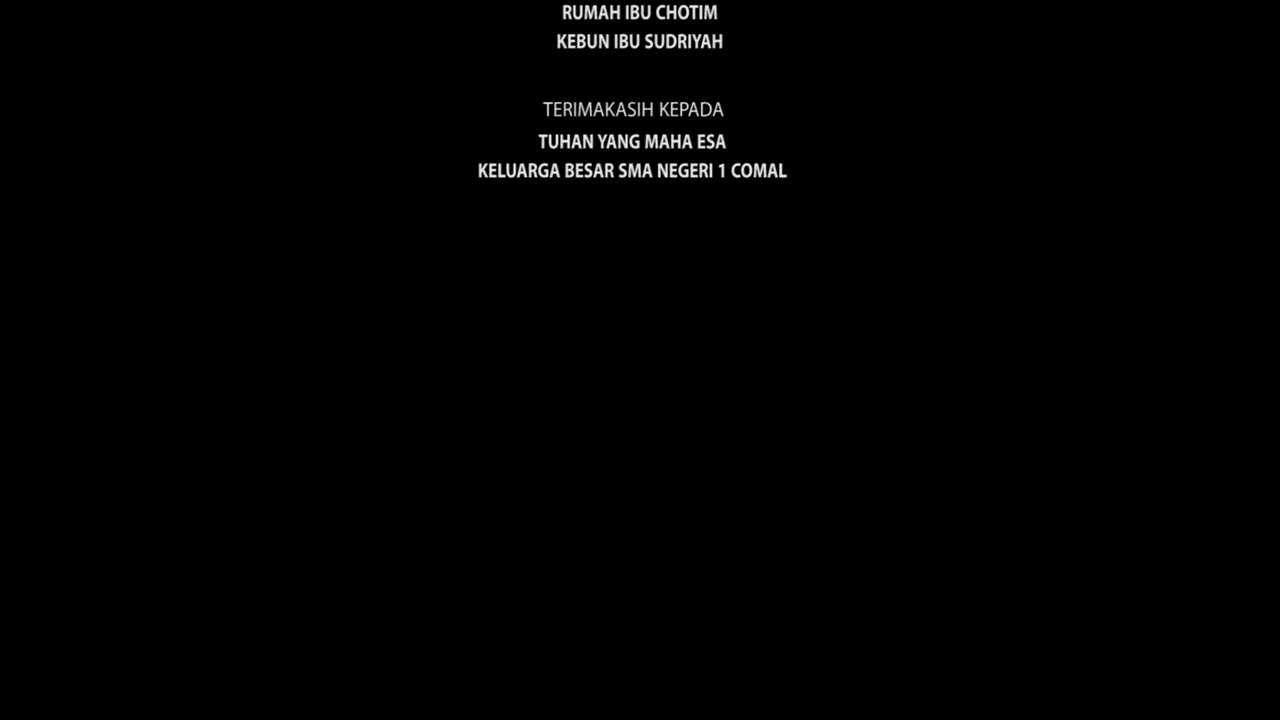 RUMAH IBU CHOTIM
KEBUN IBU SUDRIYAH
TERIMAKASIH KEPADA
TUHAN YANG MAHA ESA
KELUARGA BESAR SMA NEGERI 1 COMAL